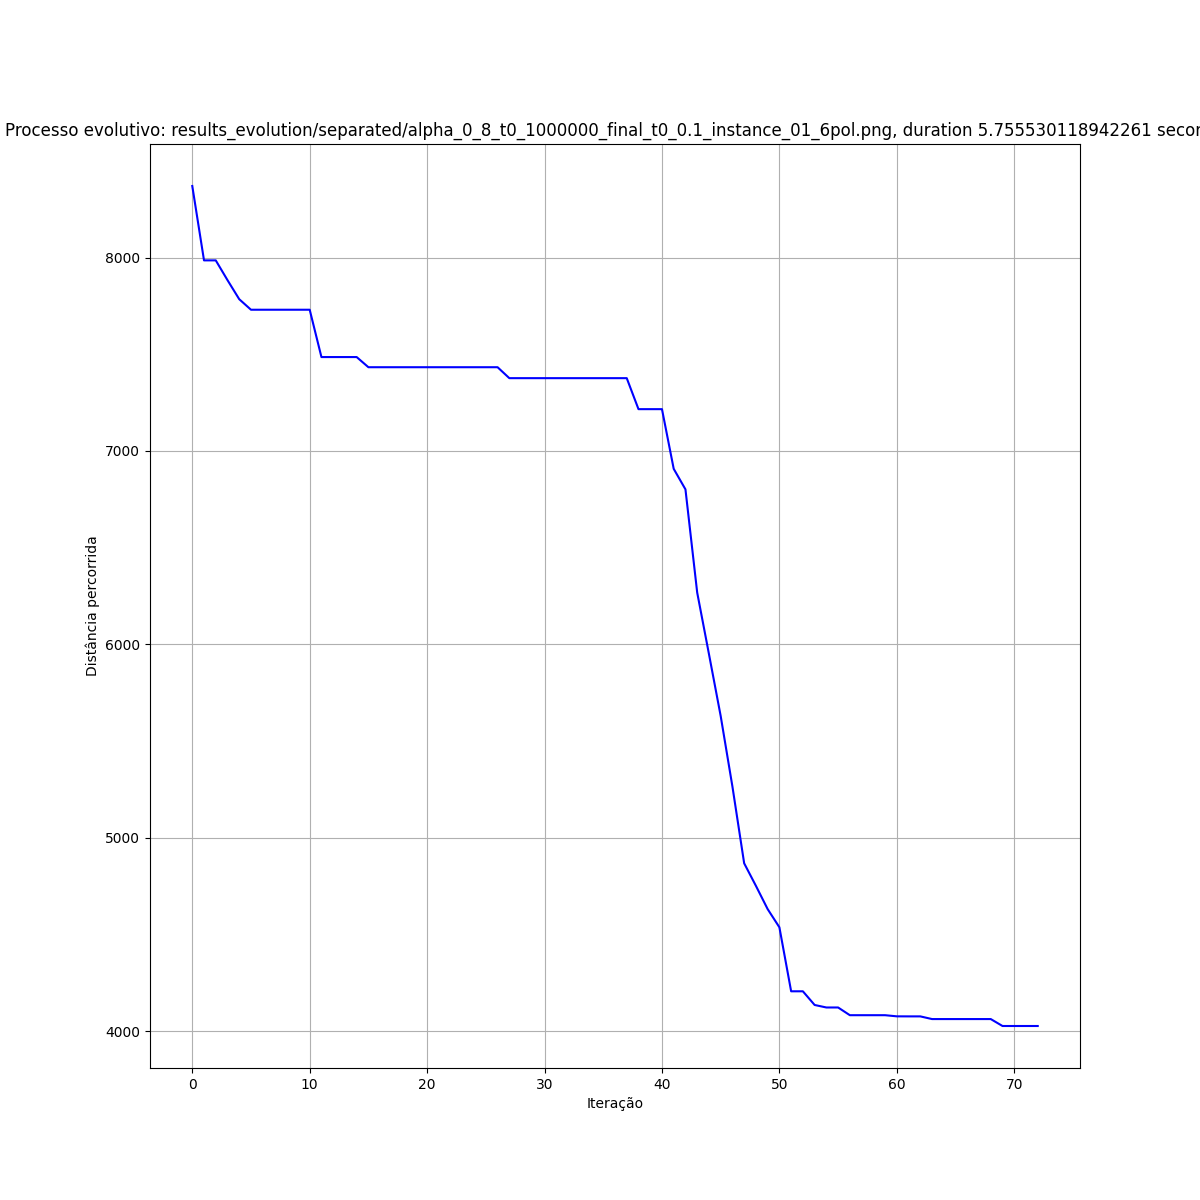 Processo evolutivo: results_evolution/separated/alpha_0_8_t0_1000000_final_t0_0.1_instance_01_6pol.png, duration 5.755530118942261 secor
8000
7000
6000
5000
4000
Distância percorrida
0 10 20 30 40 50 60 70
Iteração